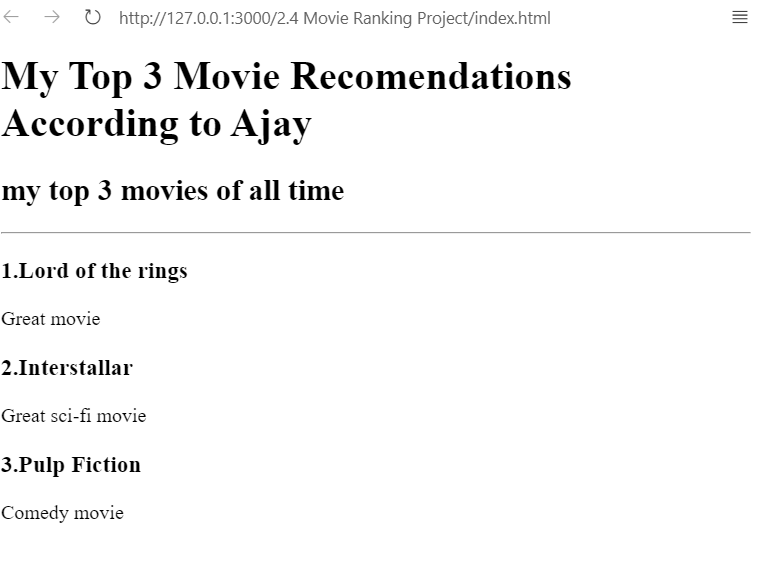 http://127.0.0.1:3000/2.4 Movie Ranking Project/index.html
My Top 3 Movie Recomendations
According to Ajay
my top 3 movies of all time
1.Lord of the rings
Great movie
2.Interstallar
Great sci-fi movie
3.Pulp Fiction
Comedy movie